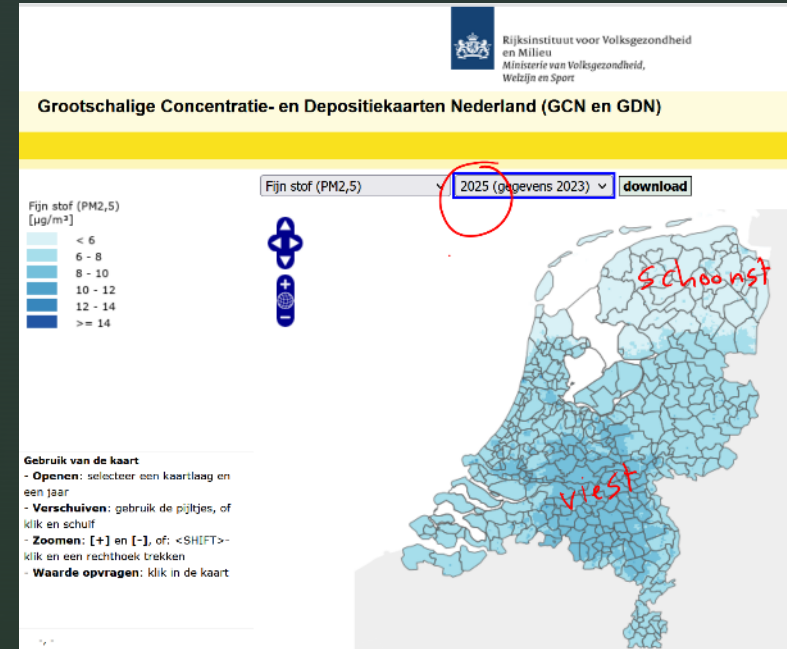 Rijksinstituut voor Volksgezondheid
en Milieu
Ministerie van Volksgezondheid,
Welzijn en Sport
Grootschalige Concentratie- en Depositiekaarten Nederland (GCN en GDN)
Fijn stof (PM2,5)
2025 (gegevens 2023)
download
Fijn stof (PM2,5)
[µg/m³]
< 6
6 - 8
8 - 10
10 - 12
12 - 14
>= 14
schoonst
viest
Gebruik van de kaart
- Openen: selecteer een kaartlaag en
een jaar
- Verschuiven: gebruik de pijltjes, of
klik en schuif
- Zoomen: [+] en [-], of: <SHIFT>-
klik en een rechthoek trekken
- Waarde opvragen: klik in de kaart